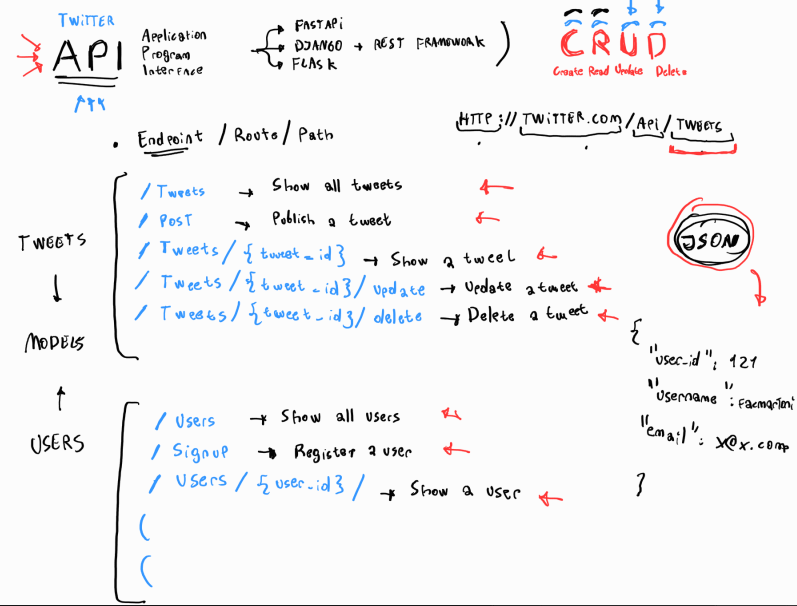 TWITTER
API
Application
Program
Interface
FASTAPI
DJANGO → REST FRAMEWORK
FLASK
CRUD
Create Read Update Delete
• Endpoint / Route / Path
HTTP://TWITTER.COM/API/TWEETS
TWEETS
MODELS
USERS
/ Tweets → Show all tweets
/ POST → Publish a tweet
/ Tweets / {tweet_id} → Show a tweet
/ Tweets / {tweet_id} / update → Update a tweet
/ Tweets / {tweet_id} / delete → Delete a tweet
/ Users → Show all users
/ Signup → Register a user
/ Users / {user_id} / → Show a user
JSON
{
"user_id": 121
"username": Facmartoni
"email": x@x.com
}